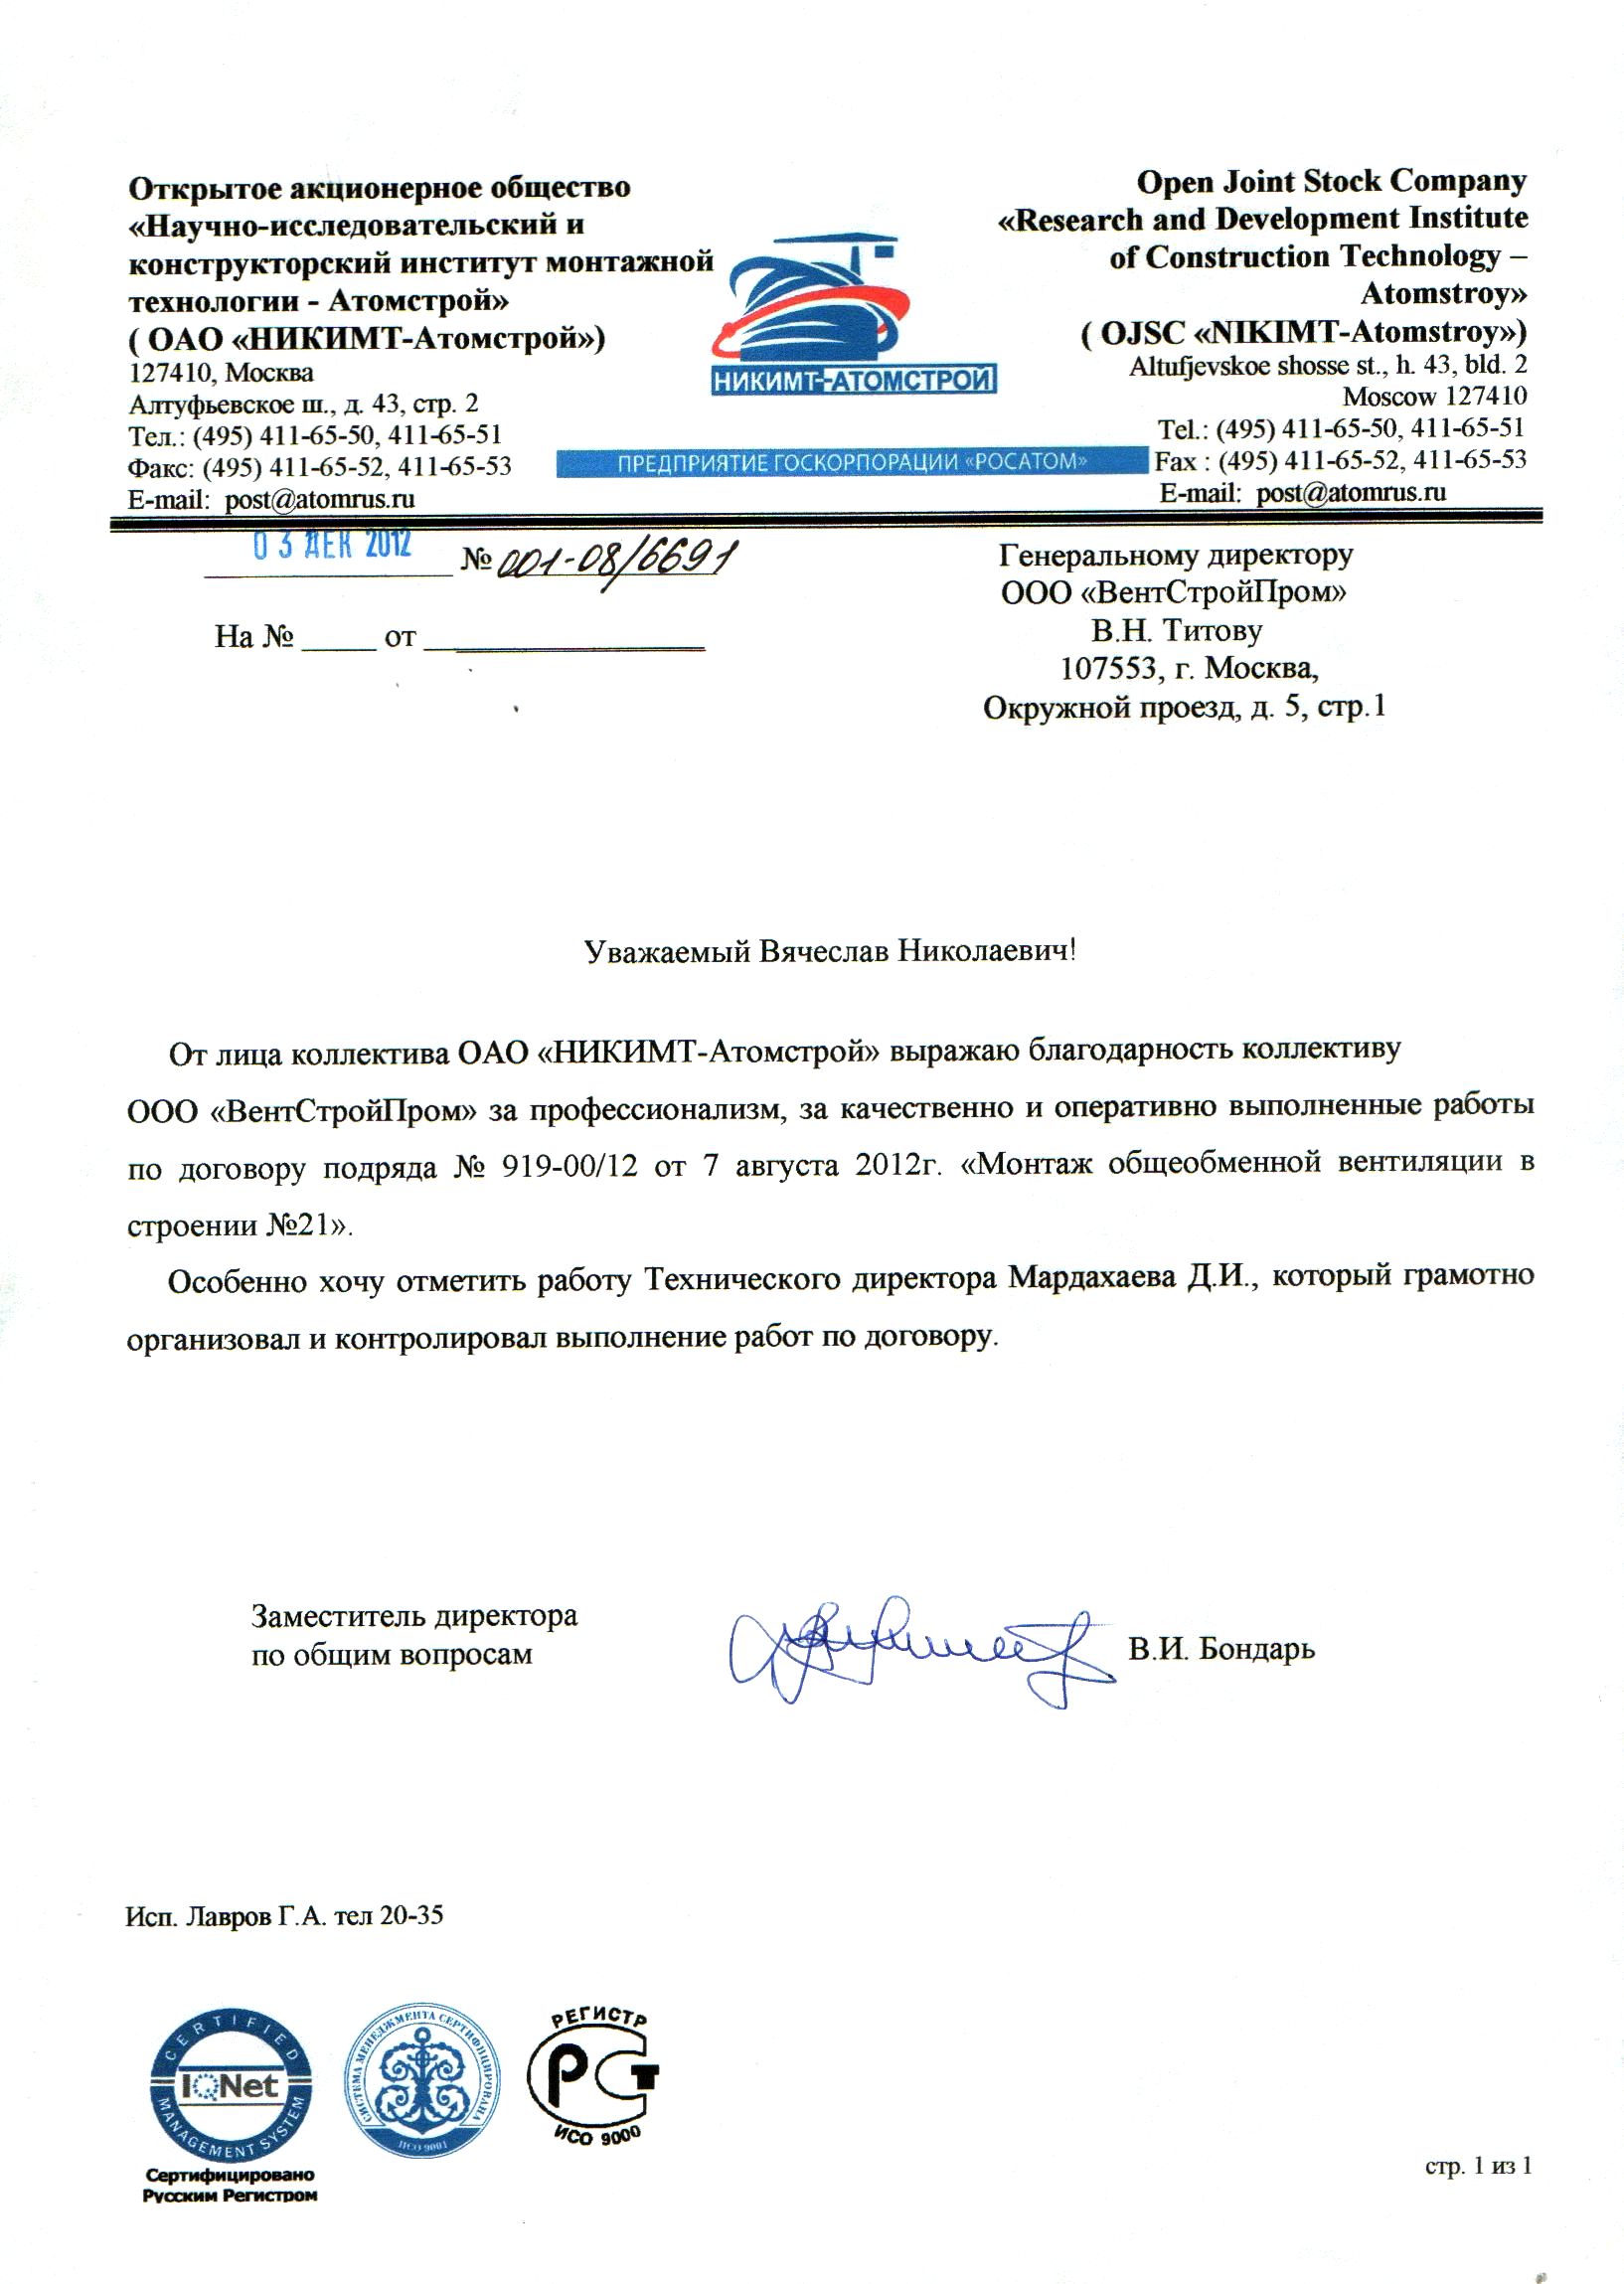 Открытое акционерное общество
«Научно-исследовательский и
конструкторский институт монтажной
технологии - Атомстрой»
( ОАО «НИКИМТ-Атомстрой»)
127410, Москва
Алтуфьевское ш., д. 43, стр. 2
Тел.: (495) 411-65-50, 411-65-51
Факс: (495) 411-65-52, 411-65-53
E-mail: post@atomrus.ru
НИКИМТ-АТОМСТРОЙ
ПРЕДПРИЯТИЕ ГОСКОРПОРАЦИИ «РОСАТОМ»
Open Joint Stock Company
«Research and Development Institute
of Construction Technology –
Atomstroy»
( OJSC «NIKIMT-Atomstroy»)
Altufjevskoe shosse st., h. 43, bld. 2
Moscow 127410
Tel.: (495) 411-65-50, 411-65-51
Fax : (495) 411-65-52, 411-65-53
E-mail: post@atomrus.ru
03 ДЕК 2012 № 001-08/6691
На № _____ от _________________
Генеральному директору
ООО «ВентСтройПром»
В.Н. Титову
107553, г. Москва,
Окружной проезд, д. 5, стр.1
Уважаемый Вячеслав Николаевич!
От лица коллектива ОАО «НИКИМТ-Атомстрой» выражаю благодарность коллективу
ООО «ВентСтройПром» за профессионализм, за качественно и оперативно выполненные работы
по договору подряда № 919-00/12 от 7 августа 2012г. «Монтаж общеобменной вентиляции в
строении №21».
Особенно хочу отметить работу Технического директора Мардахаева Д.И., который грамотно
организовал и контролировал выполнение работ по договору.
Заместитель директора
по общим вопросам
В.И. Бондарь
Исп. Лавров Г.А. тел 20-35
CERTIFIED
IQNet
MANAGEMENT SYSTEM
Сертифицировано
Русским Регистром
СИСТЕМА МЕНЕДЖМЕНТА СЕРТИФИЦИРОВАНА
ИСО 9001
РЕГИСТР
РСТ
ИСО 9000
стр. 1 из 1